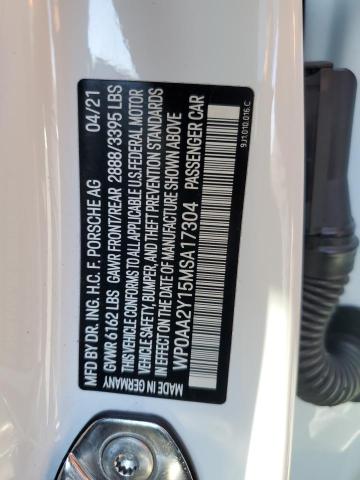 MFD. BY DR. ING. H.C. F. PORSCHE AG 04/21
GVWR 6162 LBS GAWR FRONT/REAR 2888/3395 LBS
THIS VEHICLE CONFORMS TO ALL APPLICABLE U.S.FEDERAL MOTOR
VEHICLE SAFETY, BUMPER, AND THEFT PREVENTION STANDARDS
IN EFFECT ON THE DATE OF MANUFACTURE SHOWN ABOVE
WP0AA2Y15MSA17304 PASSENGER CAR
MADE IN GERMANY
9J1.010.016.C